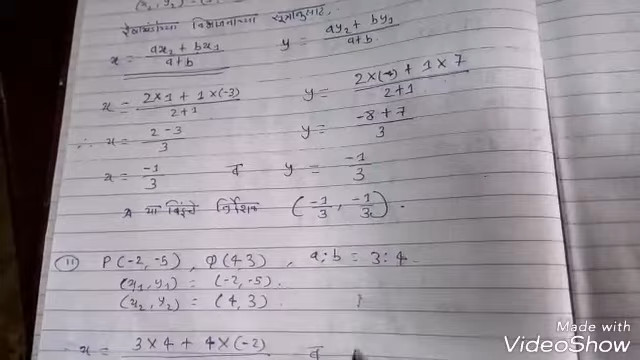 (x₁, y₁) = (
रेषाखंडाच्या विभाजनाच्या सूत्रानुसार,
x = ax₂ + bx₁ / a+b y = ay₂ + by₁ / a+b
x = 2×1 + 1×(-3) / 2+1 y = 2×(-4) + 1×7 / 2+1
∴ x = 2-3 / 3 y = -8+7 / 3
x = -1/3 व y = -1/3
या बिंदूचे निर्देशक (-1/3, -1/3).
(ii) P(-2,-5), Q(4,3), a:b = 3:4.
(x₁, y₁) = (-2,-5).
(x₂, y₂) = (4,3)
x = 3×4 + 4×(-2) व
Made with
VideoShow